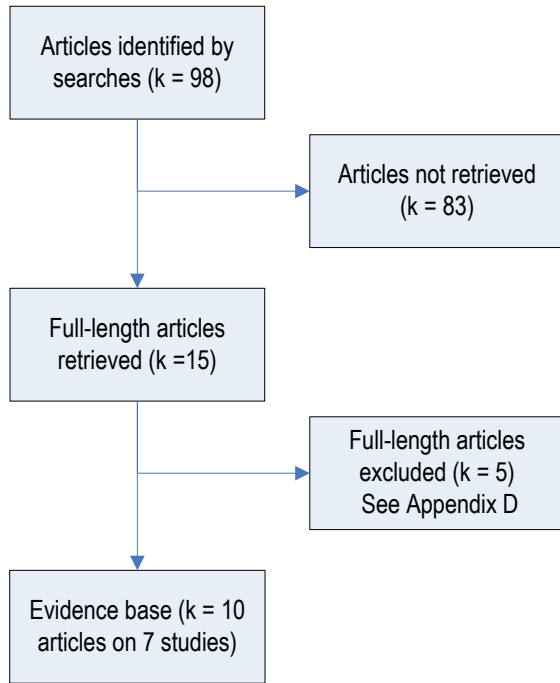 Articles identified by
searches (k = 98)
Articles not retrieved
(k = 83)
Full-length articles
retrieved (k =15)
Full-length articles
excluded (k = 5)
See Appendix D
Evidence base (k = 10
articles on 7 studies)